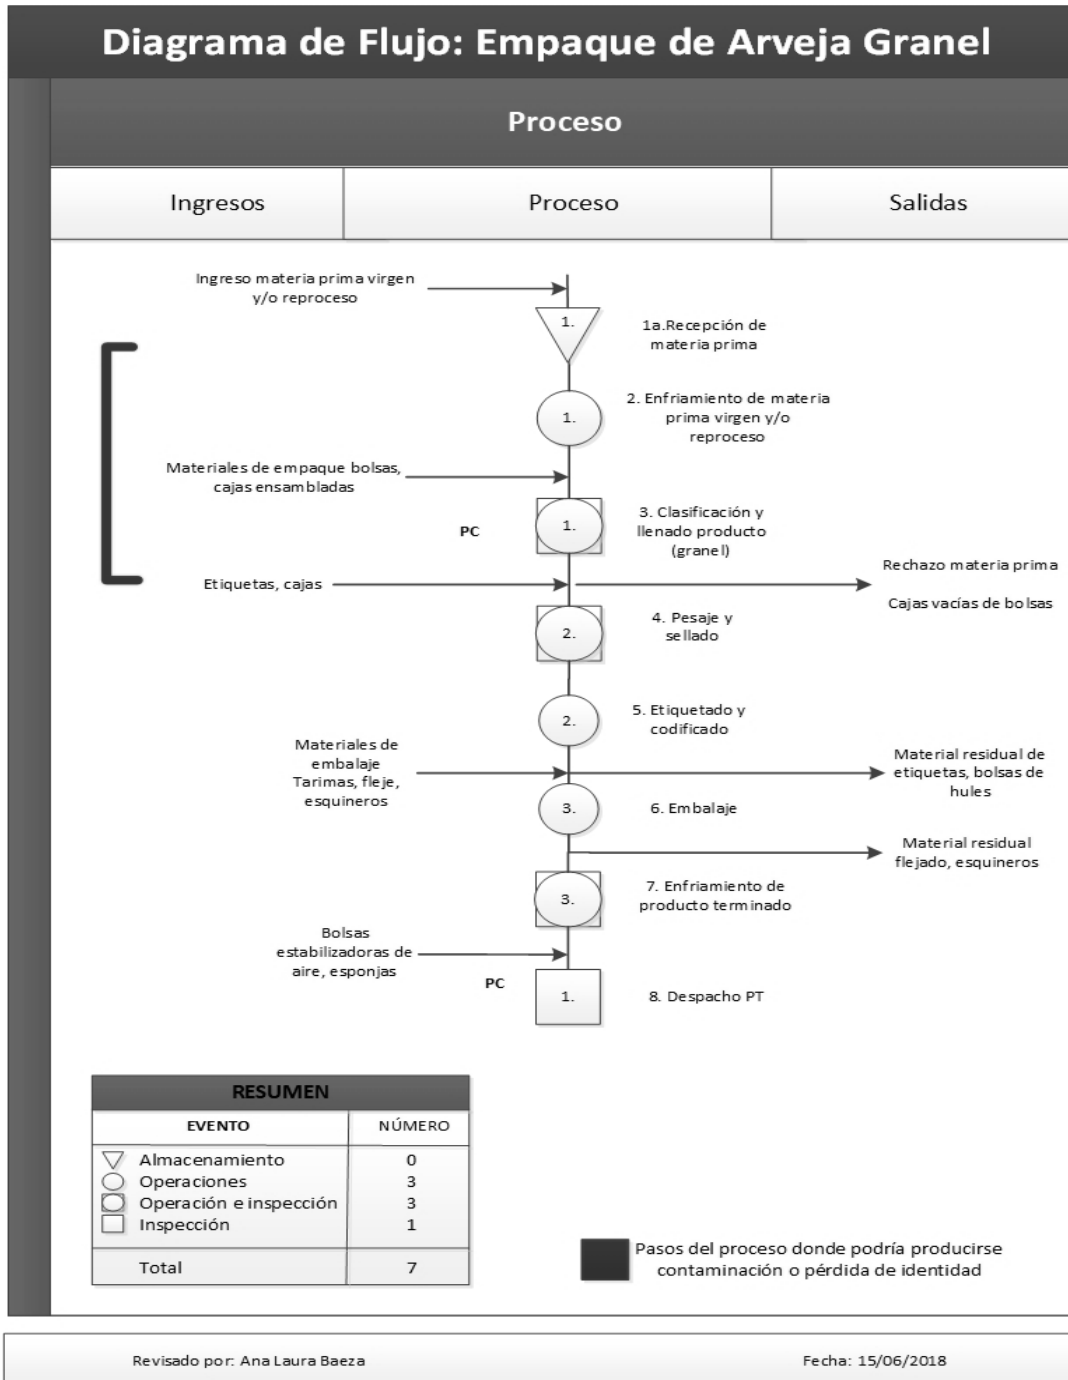 Diagrama de Flujo: Empaque de Arveja Granel
Proceso
Ingresos
Proceso
Salidas
Ingreso materia prima virgen
y/o reproceso
1.
1a.Recepción de
materia prima
1.
2. Enfriamiento de materia
prima virgen y/o
reproceso
Materiales de empaque bolsas,
cajas ensambladas
PC
1.
3. Clasificación y
llenado producto
(granel)
Etiquetas, cajas
Rechazo materia prima
Cajas vacías de bolsas
2.
4. Pesaje y
sellado
2.
5. Etiquetado y
codificado
Materiales de
embalaje
Tarimas, fleje,
esquineros
Material residual de
etiquetas, bolsas de
hules
3.
6. Embalaje
Material residual
flejado, esquineros
3.
7. Enfriamiento de
producto terminado
Bolsas
estabilizadoras de
aire, esponjas
PC
1.
8. Despacho PT
RESUMEN
EVENTO NÚMERO
Almacenamiento 0
Operaciones 3
Operación e inspección 3
Inspección 1
Total 7
Pasos del proceso donde podría producirse
contaminación o pérdida de identidad
Revisado por: Ana Laura Baeza
Fecha: 15/06/2018